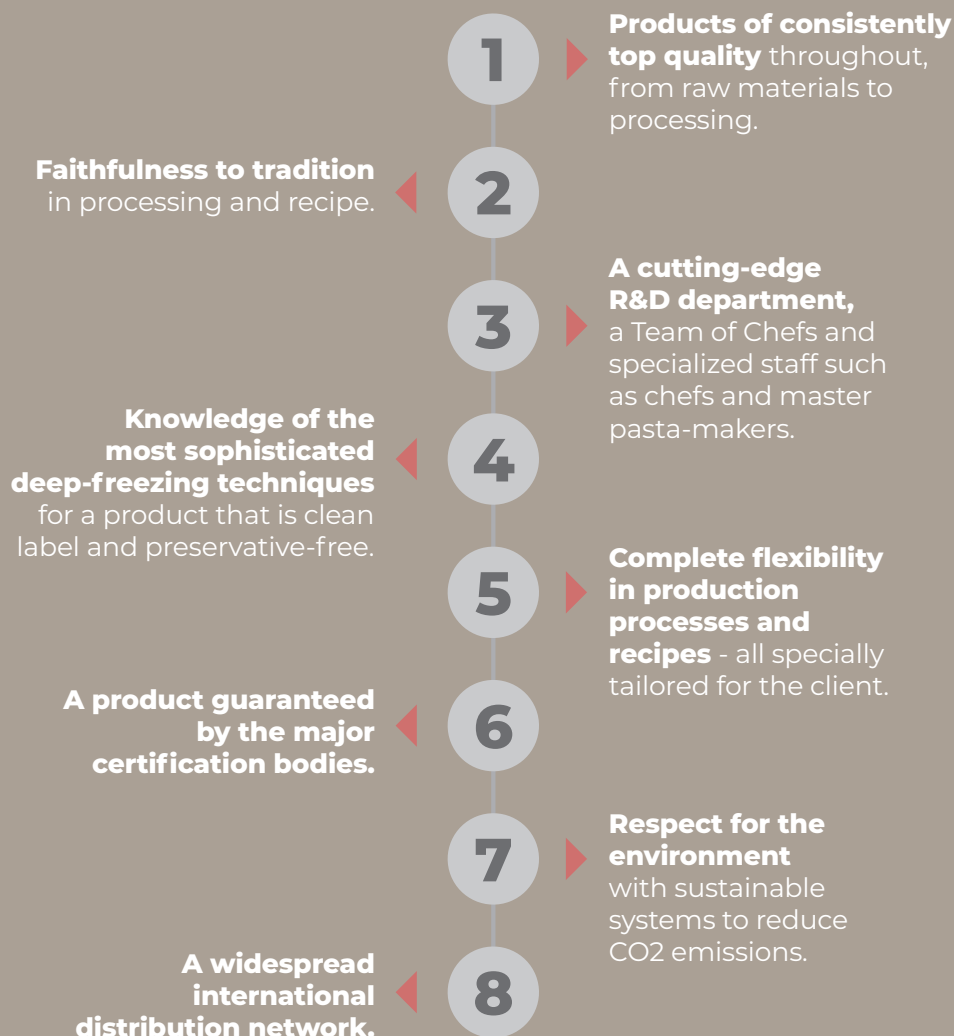 1
Products of consistently
top quality throughout,
from raw materials to
processing.
2
Faithfulness to tradition
in processing and recipe.
3
A cutting-edge
R&D department,
a Team of Chefs and
specialized staff such
as chefs and master
pasta-makers.
4
Knowledge of the
most sophisticated
deep-freezing techniques
for a product that is clean
label and preservative-free.
5
Complete flexibility
in production
processes and
recipes - all specially
tailored for the client.
6
A product guaranteed
by the major
certification bodies.
7
Respect for the
environment
with sustainable
systems to reduce
CO2 emissions.
8
A widespread
international
distribution network.